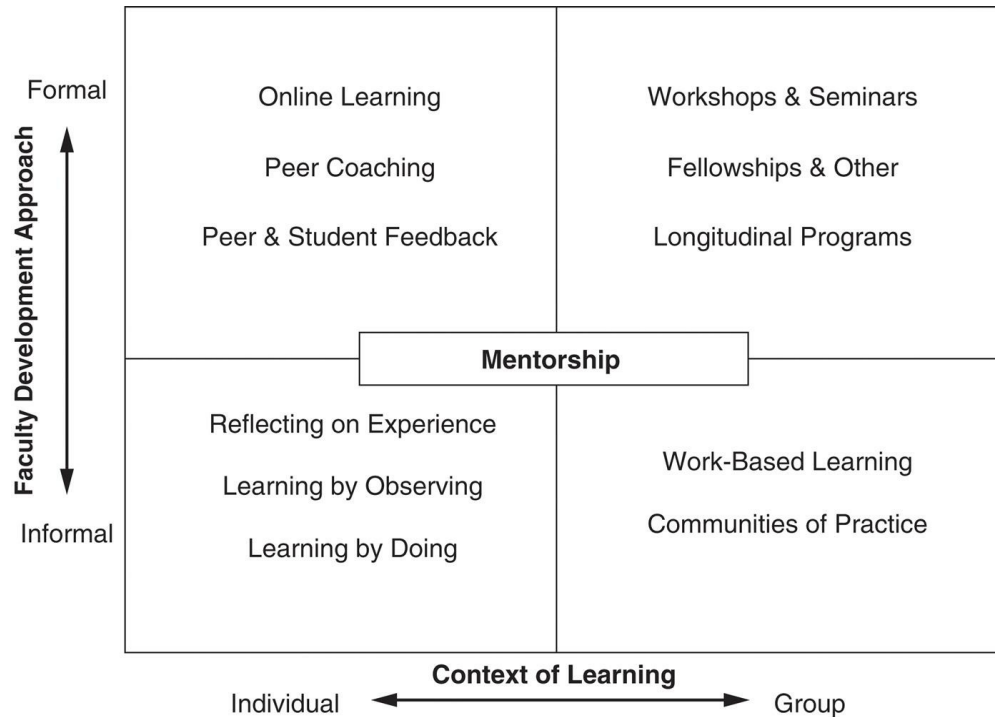 Formal
Faculty Development Approach
Informal
Online Learning
Peer Coaching
Peer & Student Feedback
Workshops & Seminars
Fellowships & Other
Longitudinal Programs
Mentorship
Reflecting on Experience
Learning by Observing
Learning by Doing
Work-Based Learning
Communities of Practice
Context of Learning
Individual
Group